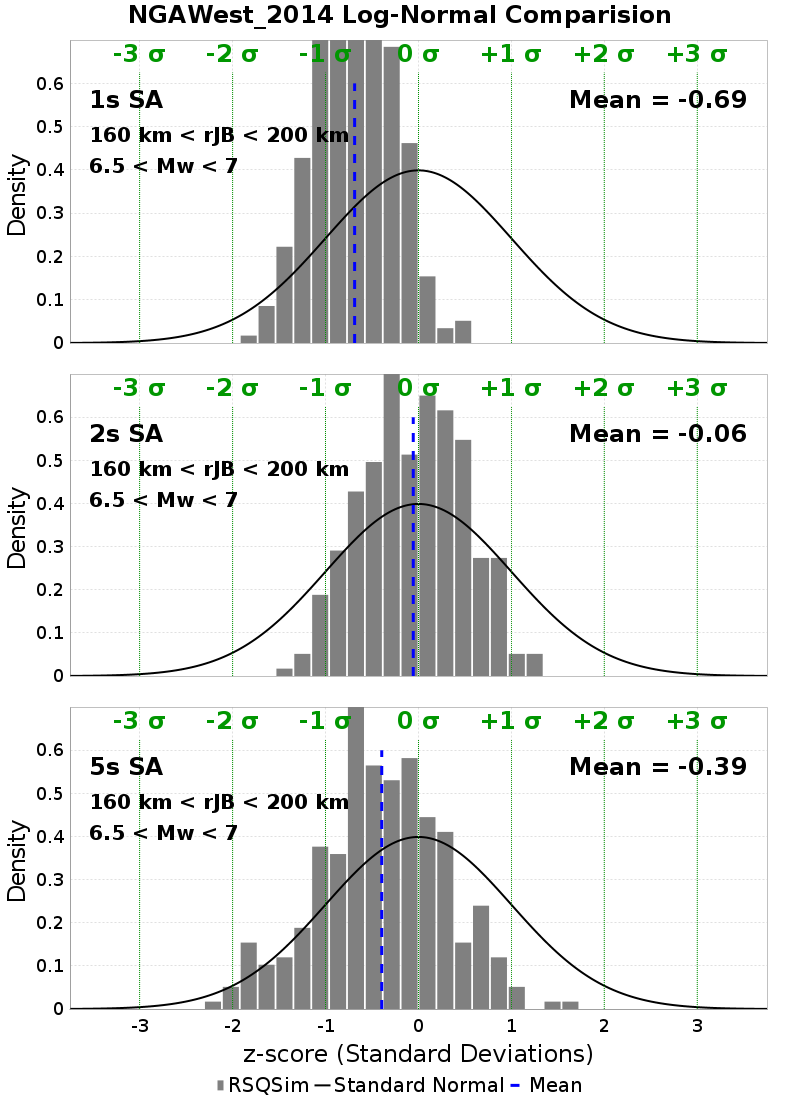 NGAWest_2014 Log-Normal Comparision
-3 σ -2 σ -1 σ 0 σ +1 σ +2 σ +3 σ
1s SA
Mean = -0.69
160 km < rJB < 200 km
6.5 < Mw < 7
Density
0.6
0.5
0.4
0.3
0.2
0.1
0
-3 σ -2 σ -1 σ 0 σ +1 σ +2 σ +3 σ
2s SA
Mean = -0.06
160 km < rJB < 200 km
6.5 < Mw < 7
Density
0.6
0.5
0.4
0.3
0.2
0.1
0
-3 σ -2 σ -1 σ 0 σ +1 σ +2 σ +3 σ
5s SA
Mean = -0.39
160 km < rJB < 200 km
6.5 < Mw < 7
Density
0.6
0.5
0.4
0.3
0.2
0.1
0
-3 -2 -1 0 1 2 3
z-score (Standard Deviations)
RSQSim Standard Normal Mean